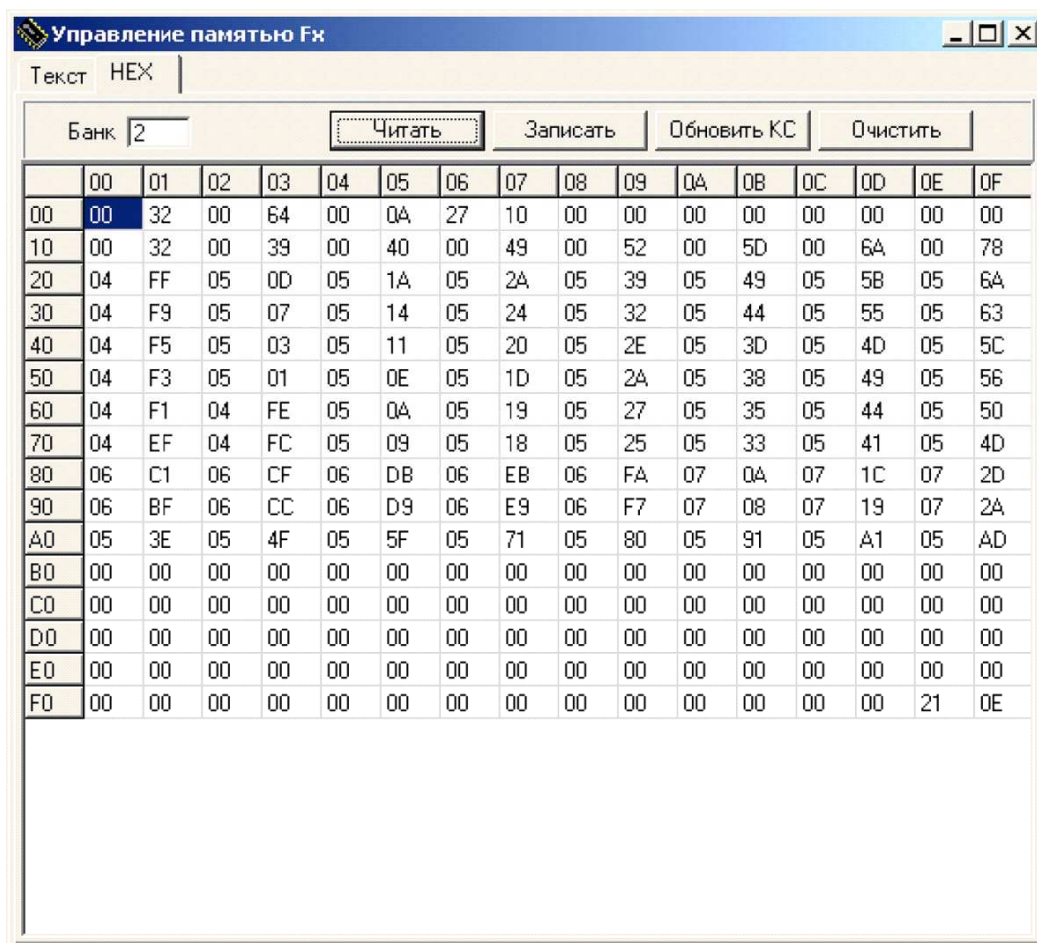 Управление памятью Fx
Текст HEX
Банк 2 Читать Записать Обновить КС Очистить
00 01 02 03 04 05 06 07 08 09 0A 0B 0C 0D 0E 0F
00 00 32 00 64 00 0A 27 10 00 00 00 00 00 00 00 00
10 00 32 00 39 00 40 00 49 00 52 00 5D 00 6A 00 78
20 04 FF 05 0D 05 1A 05 2A 05 39 05 49 05 5B 05 6A
30 04 F9 05 07 05 14 05 24 05 32 05 44 05 55 05 63
40 04 F5 05 03 05 11 05 20 05 2E 05 3D 05 4D 05 5C
50 04 F3 05 01 05 0E 05 1D 05 2A 05 38 05 49 05 56
60 04 F1 04 FE 05 0A 05 19 05 27 05 35 05 44 05 50
70 04 EF 04 FC 05 09 05 18 05 25 05 33 05 41 05 4D
80 06 C1 06 CF 06 DB 06 EB 06 FA 07 0A 07 1C 07 2D
90 06 BF 06 CC 06 D9 06 E9 06 F7 07 08 07 19 07 2A
A0 05 3E 05 4F 05 5F 05 71 05 80 05 91 05 A1 05 AD
B0 00 00 00 00 00 00 00 00 00 00 00 00 00 00 00 00
C0 00 00 00 00 00 00 00 00 00 00 00 00 00 00 00 00
D0 00 00 00 00 00 00 00 00 00 00 00 00 00 00 00 00
E0 00 00 00 00 00 00 00 00 00 00 00 00 00 00 00 00
F0 00 00 00 00 00 00 00 00 00 00 00 00 00 00 21 0E